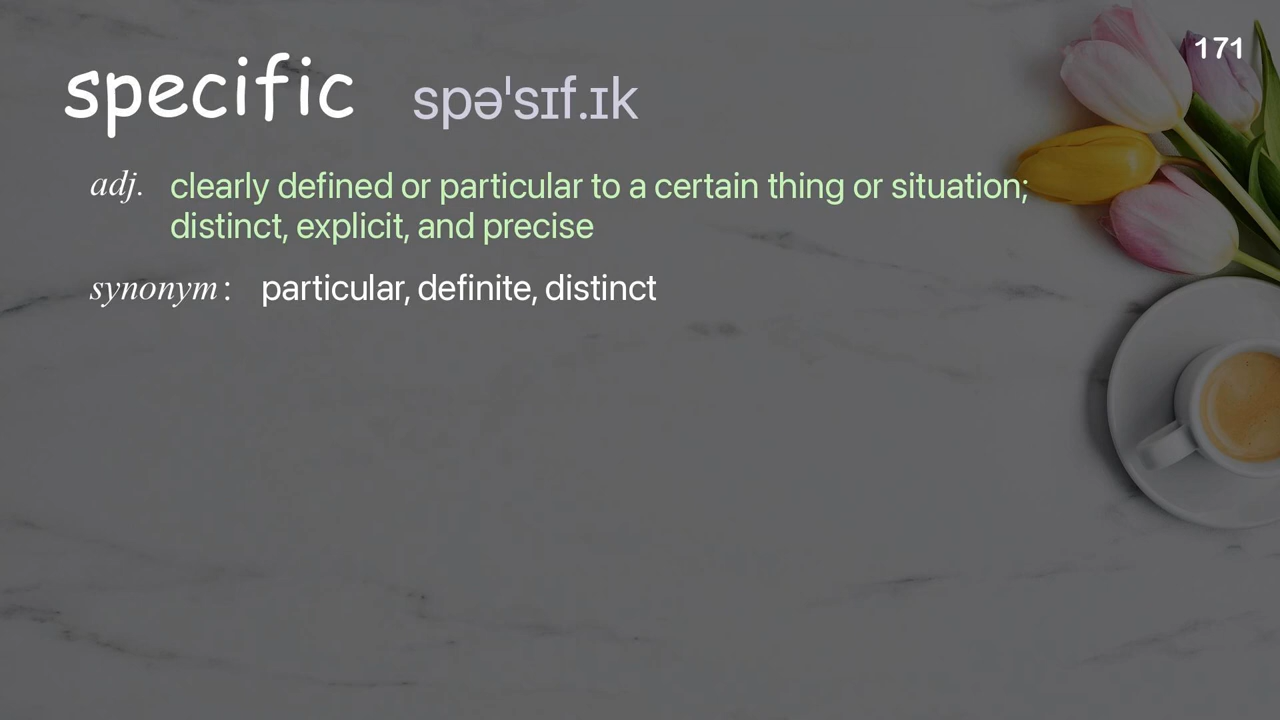 171
specific spəˈsɪf.ɪk
adj. clearly defined or particular to a certain thing or situation;
distinct, explicit, and precise
synonym : particular, definite, distinct